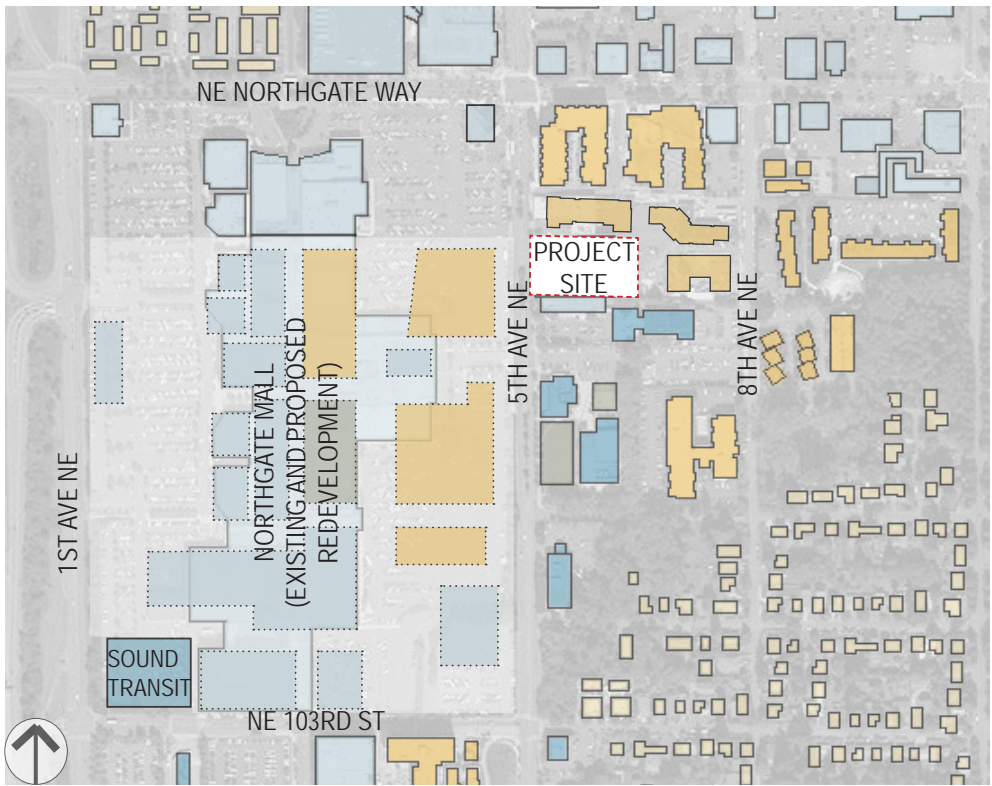 NE NORTHGATE WAY
PROJECT
SITE
5TH AVE NE
8TH AVE NE
NORTHGATE MALL
(EXISTING AND PROPOSED
REDEVELOPMENT)
1ST AVE NE
SOUND
TRANSIT
NE 103RD ST